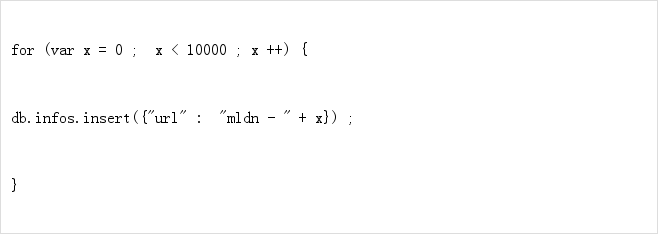 for (var x = 0 ;  x < 10000 ; x ++) {
db.infos.insert({"url" :  "mldn - " + x}) ;
}